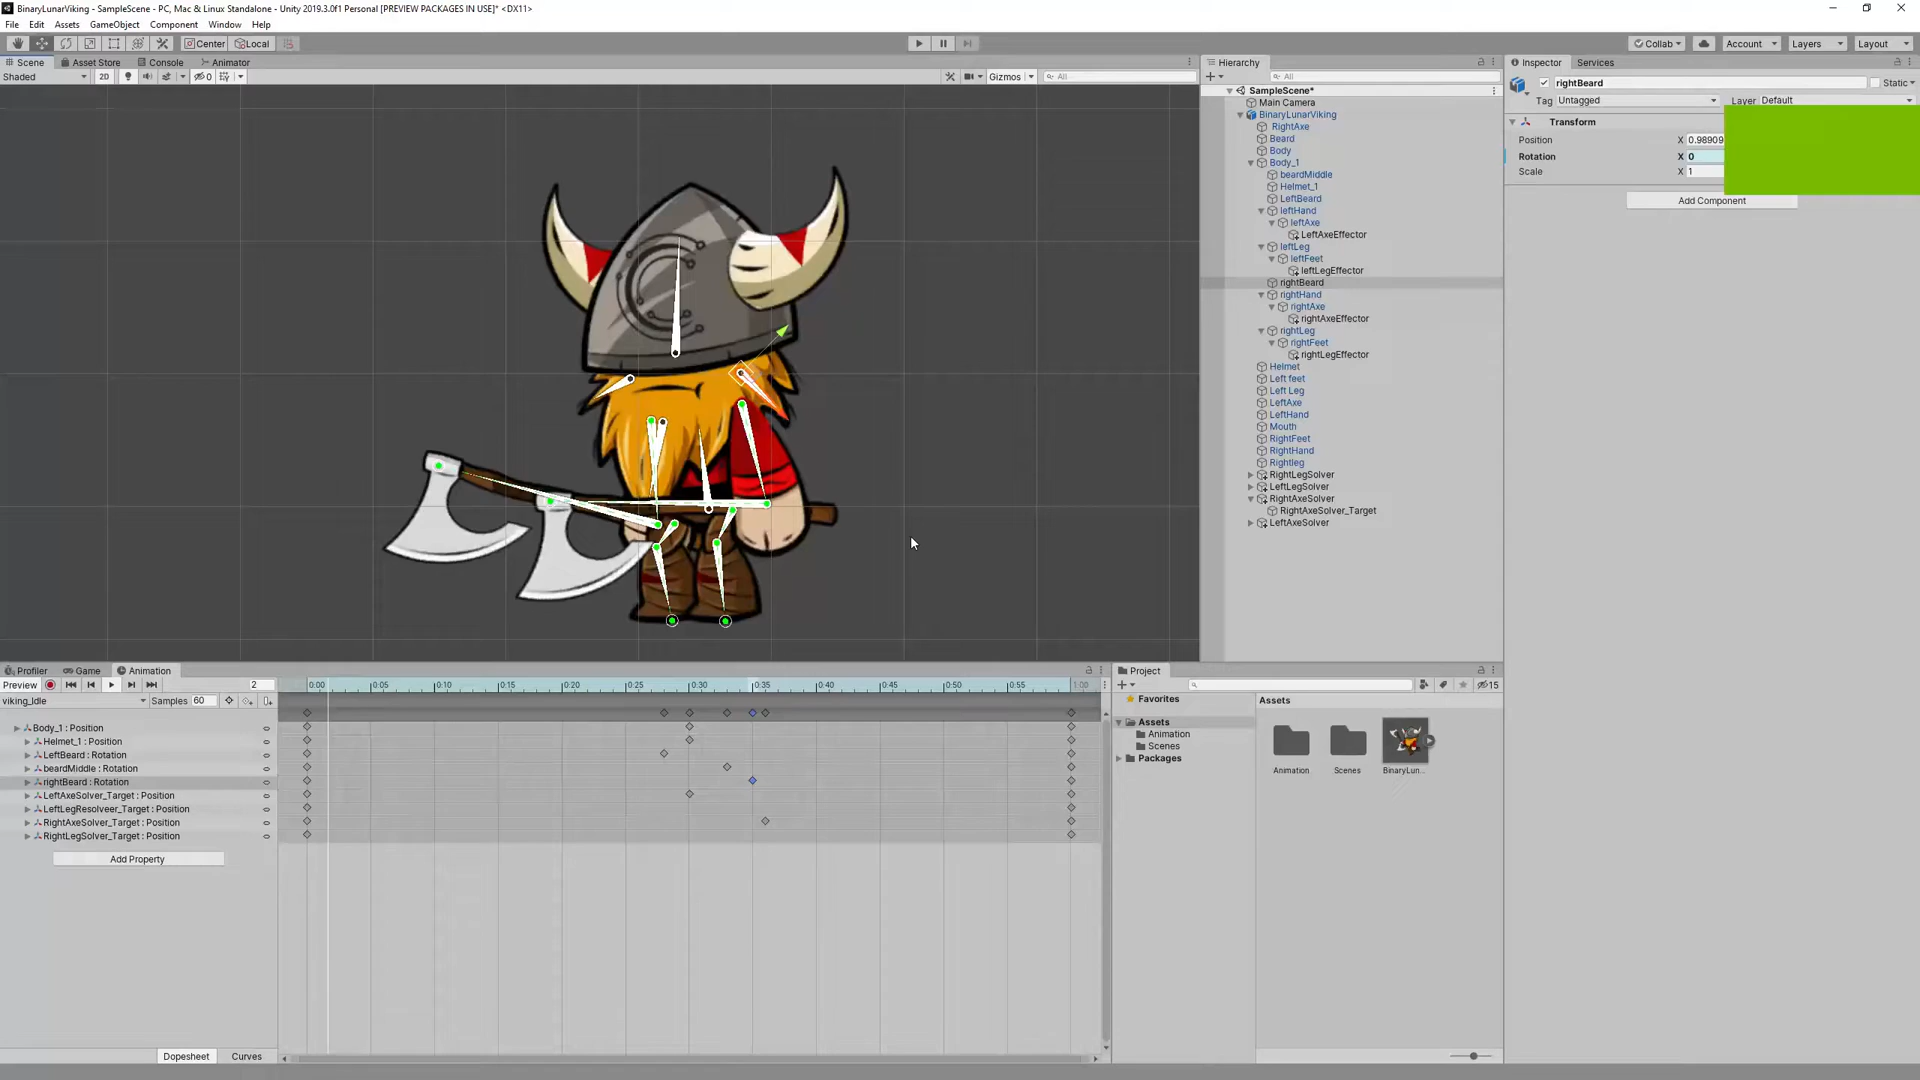 BinaryLunarViking - SampleScene - PC, Mac & Linux Standalone - Unity 2019.3.0f1 Personal [PREVIEW PACKAGES IN USE]* <DX11>
File Edit Assets GameObject Component Window Help
Center Local Collab Account Layers Layout
Scene Asset Store Console Animator
Shaded 2D 0 Gizmos All
Hierarchy
All
SampleScene*
Main Camera
BinaryLunarViking
RightAxe
Beard
Body
Body_1
beardMiddle
Helmet_1
LeftBeard
leftHand
leftAxe
LeftAxeEffector
leftLeg
leftFeet
leftLegEffector
rightBeard
rightHand
rightAxe
rightAxeEffector
rightLeg
rightFeet
rightLegEffector
Helmet
Left feet
Left Leg
LeftAxe
LeftHand
Mouth
RightFeet
RightHand
Rightleg
RightLegSolver
LeftLegSolver
RightAxeSolver
RightAxeSolver_Target
LeftAxeSolver
Inspector Services
rightBeard Static
Tag Untagged Layer Default
Transform
Position X 0.98909
Rotation X 0
Scale X 1
Add Component
Profiler Game Animation
Preview 2
viking_Idle Samples 60
0:00 0:05 0:10 0:15 0:20 0:25 0:30 0:35 0:40 0:45 0:50 0:55 1:00
Body_1 : Position
Helmet_1 : Position
LeftBeard : Rotation
beardMiddle : Rotation
rightBeard : Rotation
LeftAxeSolver_Target : Position
LeftLegResolveer_Target : Position
RightAxeSolver_Target : Position
RightLegSolver_Target : Position
Add Property
Dopesheet Curves
Project
15
Favorites
Assets
Animation
Scenes
Packages
Assets
Animation Scenes BinaryLun...